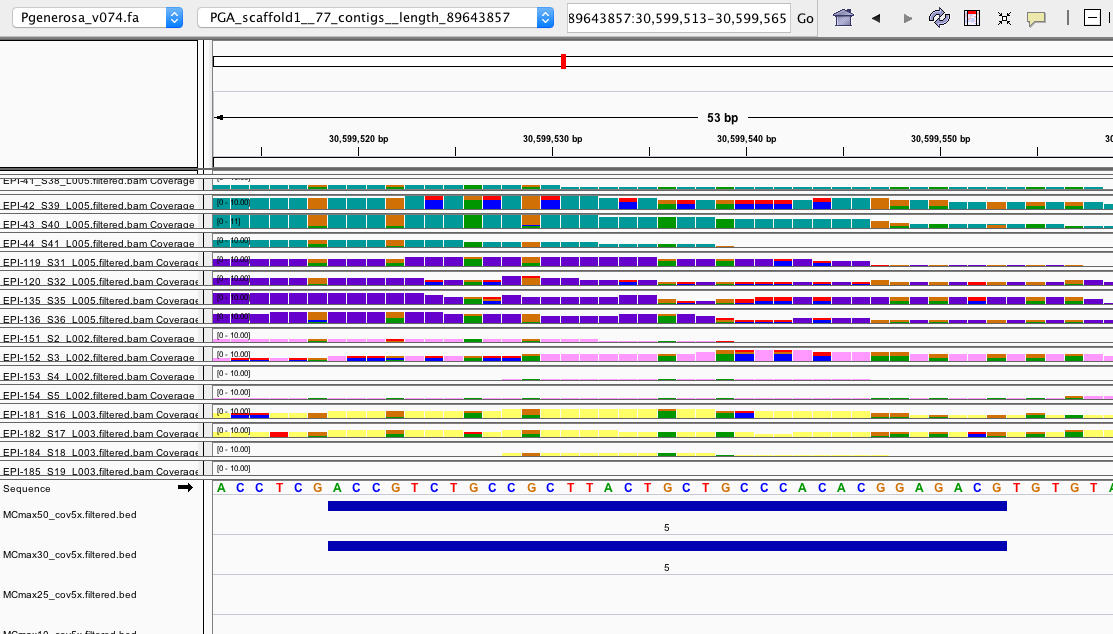 Pgenerosa_v074.fa PGA_scaffold1__77_contigs__length_89643857 89643857:30,599,513-30,599,565 Go
53 bp
30,599,520 bp 30,599,530 bp 30,599,540 bp 30,599,550 bp 30
EPI-41_S38_L005.filtered.bam Coverage
EPI-42_S39_L005.filtered.bam Coverage [0 - 10.00]
EPI-43_S40_L005.filtered.bam Coverage [0 - 11]
EPI-44_S41_L005.filtered.bam Coverage [0 - 10.00]
EPI-119_S31_L005.filtered.bam Coverage [0 - 10.00]
EPI-120_S32_L005.filtered.bam Coverage [0 - 10.00]
EPI-135_S35_L005.filtered.bam Coverage [0 - 10.00]
EPI-136_S36_L005.filtered.bam Coverage [0 - 10.00]
EPI-151_S2_L002.filtered.bam Coverage [0 - 10.00]
EPI-152_S3_L002.filtered.bam Coverage [0 - 10.00]
EPI-153_S4_L002.filtered.bam Coverage [0 - 10.00]
EPI-154_S5_L002.filtered.bam Coverage [0 - 10.00]
EPI-181_S16_L003.filtered.bam Coverage [0 - 10.00]
EPI-182_S17_L003.filtered.bam Coverage [0 - 10.00]
EPI-184_S18_L003.filtered.bam Coverage [0 - 10.00]
EPI-185_S19_L003.filtered.bam Coverage [0 - 10.00]
Sequence A C C T C G A C C G T C T G C C G C T T A C T G C T G C C C A C A C G G A G A C G T G T G T A
MCmax50_cov5x.filtered.bed
5
MCmax30_cov5x.filtered.bed
5
MCmax25_cov5x.filtered.bed